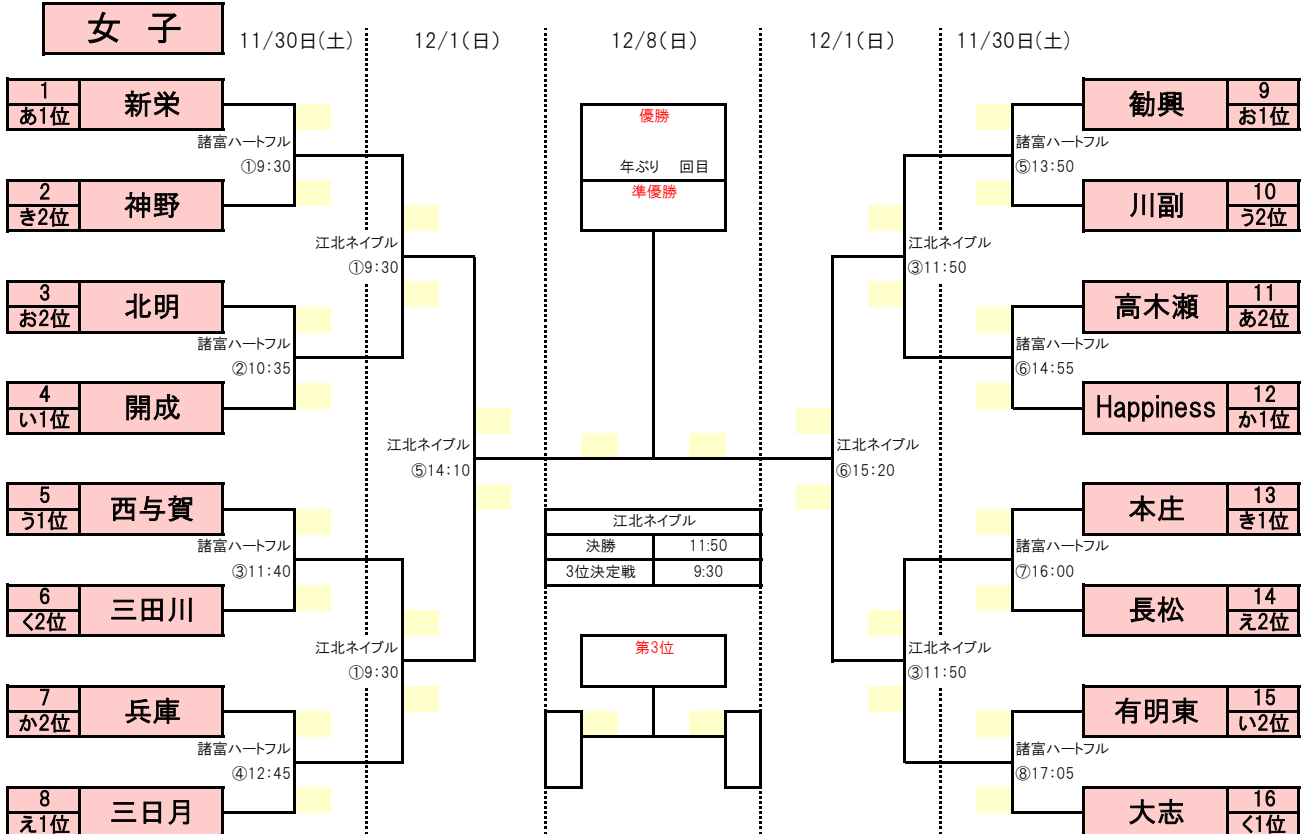 女 子
11/30日(土)
12/1(日)
12/8(日)
12/1(日)
11/30日(土)
1
あ1位
新栄
諸富ハートフル
①9:30
2
き2位
神野
江北ネイブル
①9:30
3
お2位
北明
諸富ハートフル
②10:35
4
い1位
開成
江北ネイブル
⑤14:10
5
う1位
西与賀
諸富ハートフル
③11:40
6
く2位
三田川
江北ネイブル
①9:30
7
か2位
兵庫
諸富ハートフル
④12:45
8
え1位
三日月
優勝
年ぶり 回目
準優勝
江北ネイブル
決勝 11:50
3位決定戦 9:30
第3位
勧興
9
お1位
諸富ハートフル
⑤13:50
川副
10
う2位
江北ネイブル
③11:50
高木瀬
11
あ2位
諸富ハートフル
⑥14:55
Happiness
12
か1位
江北ネイブル
⑥15:20
本庄
13
き1位
諸富ハートフル
⑦16:00
長松
14
え2位
江北ネイブル
③11:50
有明東
15
い2位
諸富ハートフル
⑧17:05
大志
16
く1位